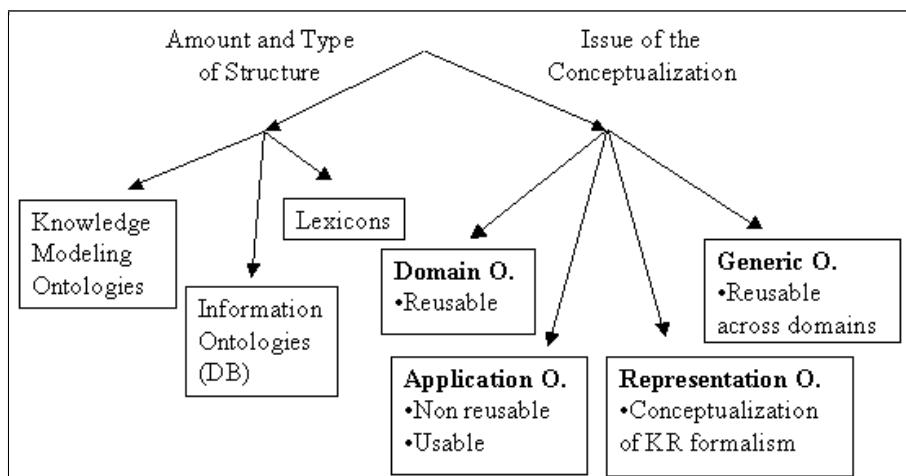 Amount and Type
of Structure
Issue of the
Conceptualization
Knowledge
Modeling
Ontologies
Lexicons
Information
Ontologies
(DB)
Domain O.
•Reusable
Generic O.
•Reusable
across domains
Application O.
•Non reusable
•Usable
Representation O.
•Conceptualization
of KR formalism